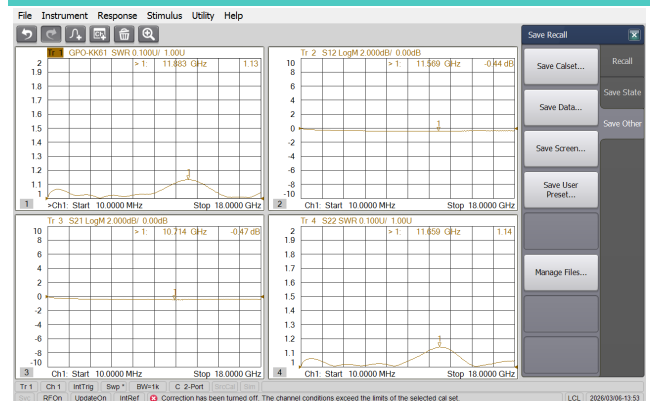 File Instrument Response Stimulus Utility Help
Save Recall
Tr 1 GPO-KK61 SWR 0.100U/ 1.00U
> 1: 11.883 GHz 1.13
2
1.9
1.8
1.7
1.6
1.5
1.4
1.3
1.2
1.1
1
1
1 >Ch1: Start 10.0000 MHz Stop 18.0000 GHz
Tr 2 S12 LogM 2.000dB/ 0.00dB
> 1: 11.569 GHz -0.44 dB
10
8
6
4
2
0
-2
-4
-6
-8
-10
1
2 Ch1: Start 10.0000 MHz Stop 18.0000 GHz
Tr 3 S21 LogM 2.000dB/ 0.00dB
> 1: 10.714 GHz -0.47 dB
10
8
6
4
2
0
-2
-4
-6
-8
-10
1
3 Ch1: Start 10.0000 MHz Stop 18.0000 GHz
Tr 4 S22 SWR 0.100U/ 1.00U
> 1: 11.659 GHz 1.14
2
1.9
1.8
1.7
1.6
1.5
1.4
1.3
1.2
1.1
1
1
4 Ch1: Start 10.0000 MHz Stop 18.0000 GHz
Save Calset...
Save Data...
Save Screen...
Save User
Preset...
Manage Files...
Recall
Save State
Save Other
Tr 1 Ch 1 IntTrig Swp * BW=1k C 2-Port SrcCal Sim
RFOn UpdateOn IntRef Correction has been turned off. The channel conditions exceed the limits of the selected cal set. LCL 2026/03/06-13:53